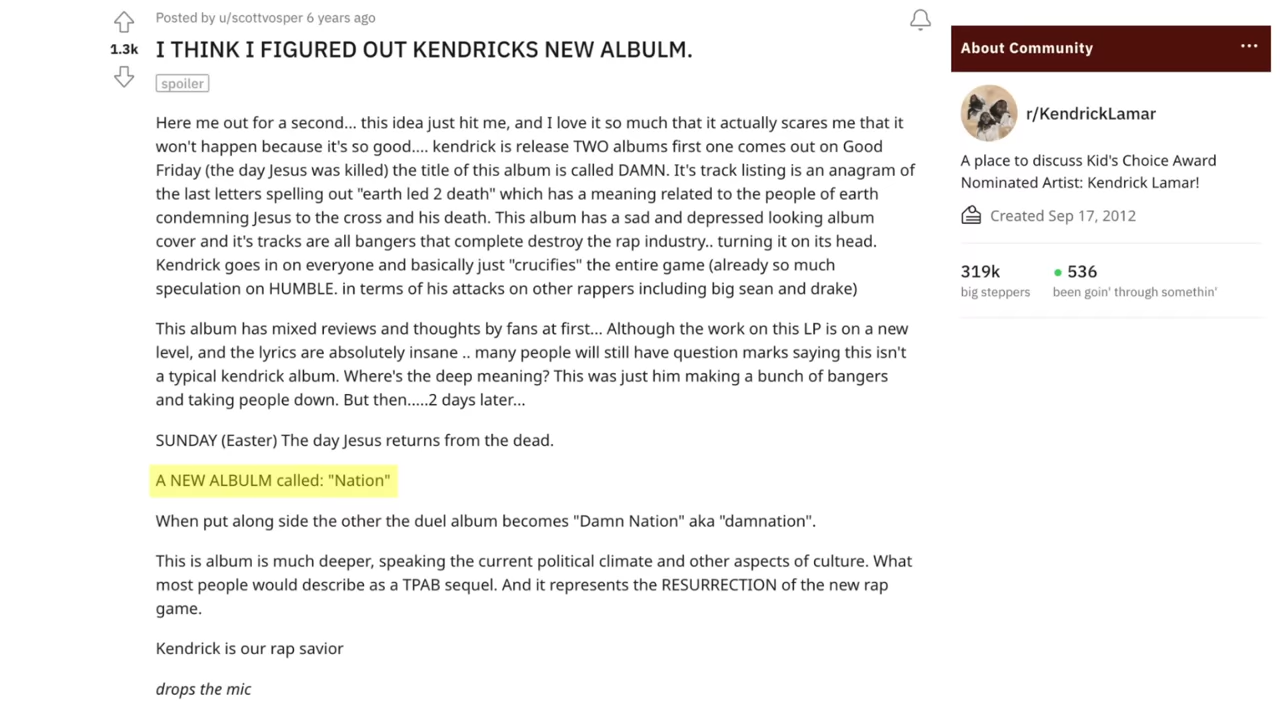 Posted by u/scottvosper 6 years ago
1.3k
I THINK I FIGURED OUT KENDRICKS NEW ALBULM.
spoiler
Here me out for a second... this idea just hit me, and I love it so much that it actually scares me that it
won't happen because it's so good.... kendrick is release TWO albums first one comes out on Good
Friday (the day Jesus was killed) the title of this album is called DAMN. It's track listing is an anagram of
the last letters spelling out "earth led 2 death" which has a meaning related to the people of earth
condemning Jesus to the cross and his death. This album has a sad and depressed looking album
cover and it's tracks are all bangers that complete destroy the rap industry.. turning it on its head.
Kendrick goes in on everyone and basically just "crucifies" the entire game (already so much
speculation on HUMBLE. in terms of his attacks on other rappers including big sean and drake)
This album has mixed reviews and thoughts by fans at first... Although the work on this LP is on a new
level, and the lyrics are absolutely insane .. many people will still have question marks saying this isn't
a typical kendrick album. Where's the deep meaning? This was just him making a bunch of bangers
and taking people down. But then.....2 days later...
SUNDAY (Easter) The day Jesus returns from the dead.
A NEW ALBULM called: "Nation"
When put along side the other the duel album becomes "Damn Nation" aka "damnation".
This is album is much deeper, speaking the current political climate and other aspects of culture. What
most people would describe as a TPAB sequel. And it represents the RESURRECTION of the new rap
game.
Kendrick is our rap savior
drops the mic
About Community
r/KendrickLamar
A place to discuss Kid's Choice Award
Nominated Artist: Kendrick Lamar!
Created Sep 17, 2012
319k
536
big steppers
been goin' through somethin'